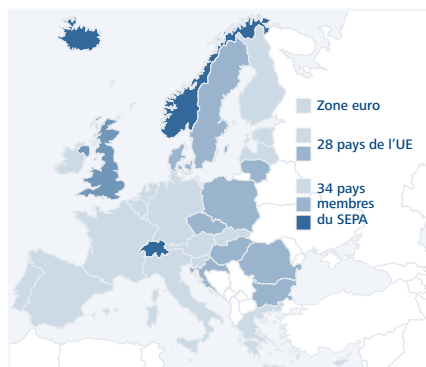 Zone euro
28 pays de l’UE
34 pays
membres
du SEPA